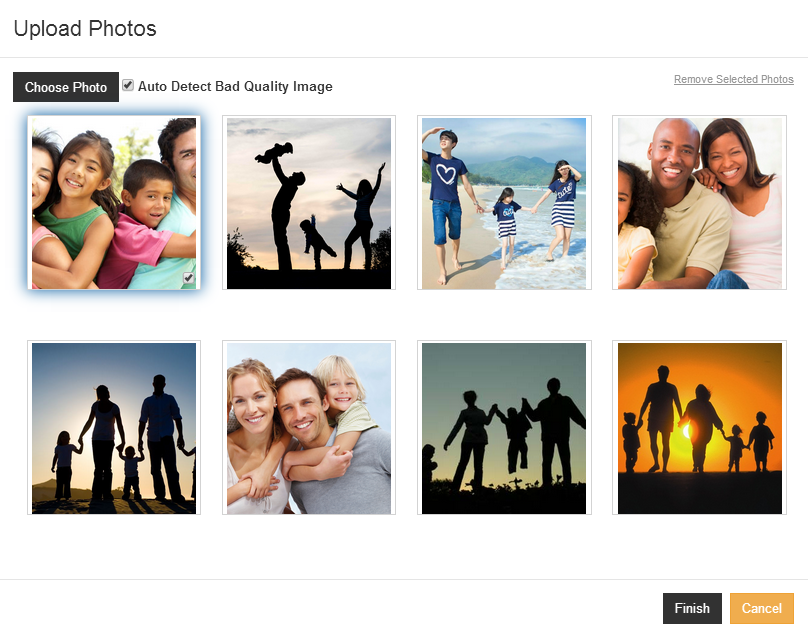 Upload Photos
Choose Photo
Auto Detect Bad Quality Image
Remove Selected Photos
Finish
Cancel